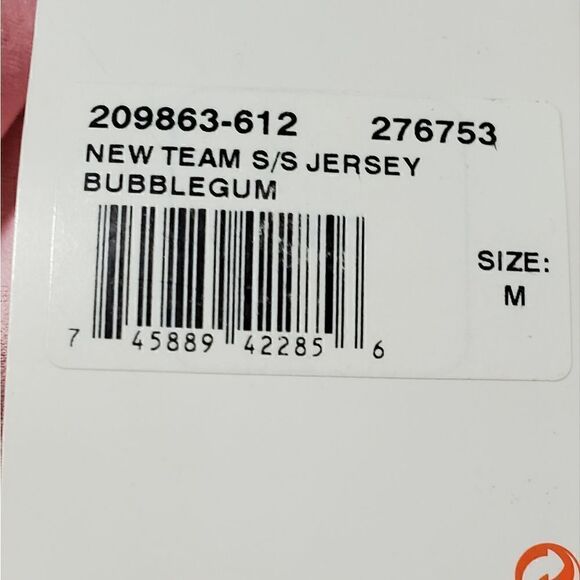 209863-612 276753
NEW TEAM S/S JERSEY
BUBBLEGUM
SIZE:
M
7 45889 42285 6